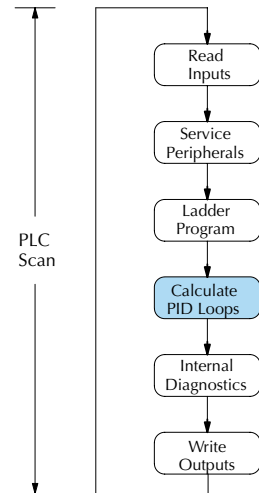 Read
Inputs
Service
Peripherals
Ladder
Program
PLC
Scan
Calculate
PID Loops
Internal
Diagnostics
Write
Outputs